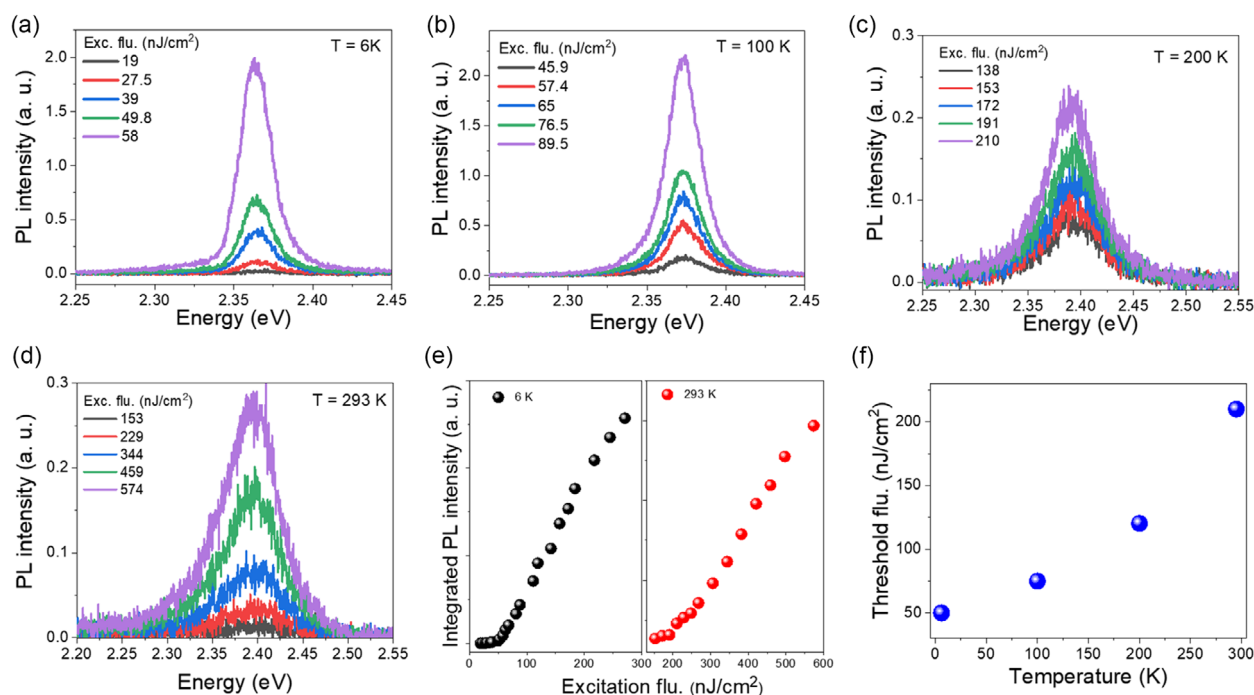 (a)
Exc. flu. (nJ/cm²)
19
27.5
39
49.8
58
T = 6K
PL intensity (a. u.)
2.0
1.5
1.0
0.5
0.0
2.25 2.30 2.35 2.40 2.45
Energy (eV)
(b)
Exc. flu. (nJ/cm²)
45.9
57.4
65
76.5
89.5
T = 100 K
PL intensity (a. u.)
2.0
1.5
1.0
0.5
0.0
2.25 2.30 2.35 2.40 2.45
Energy (eV)
(c)
Exc. flu. (nJ/cm²)
138
153
172
191
210
T = 200 K
PL intensity (a. u.)
0.3
0.2
0.1
0.0
2.25 2.30 2.35 2.40 2.45 2.50 2.55
Energy (eV)
(d)
Exc. flu. (nJ/cm²)
153
229
344
459
574
T = 293 K
PL intensity (a. u.)
0.3
0.2
0.1
0.0
2.20 2.25 2.30 2.35 2.40 2.45 2.50 2.55
Energy (eV)
(e)
6 K
293 K
Integrated PL intensity (a. u.)
0 100 200 300
100 200 300 400 500 600
Excitation flu. (nJ/cm²)
(f)
Threshold flu. (nJ/cm²)
200
150
100
50
0 100 200 300
Temperature (K)